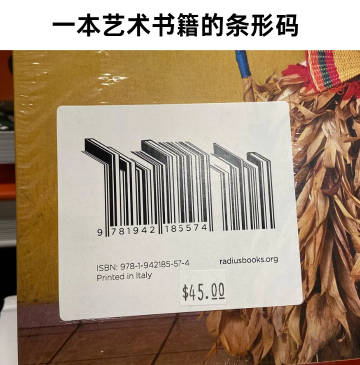 一本艺术书籍的条形码
9 781942 185574
ISBN: 978-1-942185-57-4
radiusbooks.org
Printed in Italy
$45.00